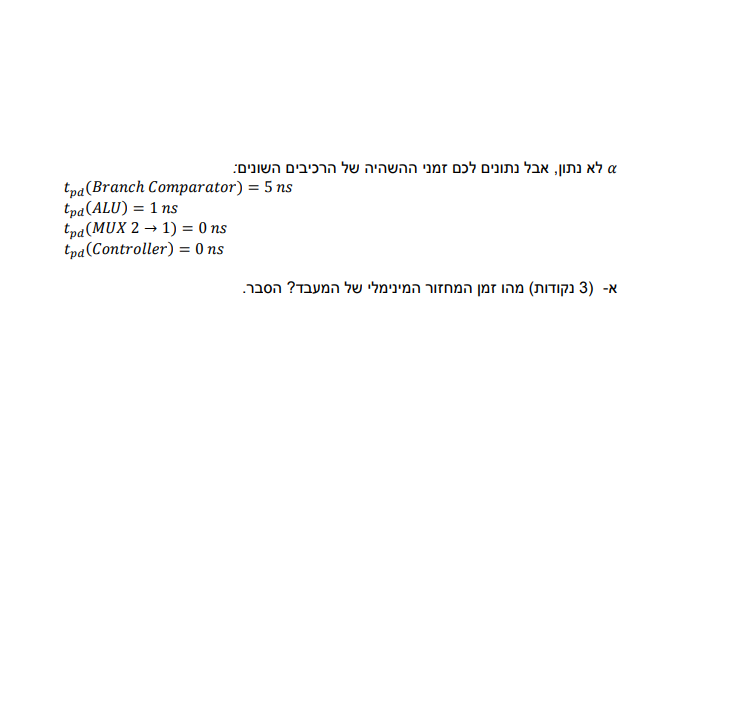 α לא נתון, אבל נתונים לכם זמני ההשהיה של הרכיבים השונים:
t_pd(Branch Comparator) = 5 ns
t_pd(ALU) = 1 ns
t_pd(MUX 2 → 1) = 0 ns
t_pd(Controller) = 0 ns
א- (3 נקודות) מהו זמן המחזור המינימלי של המעבד? הסבר.